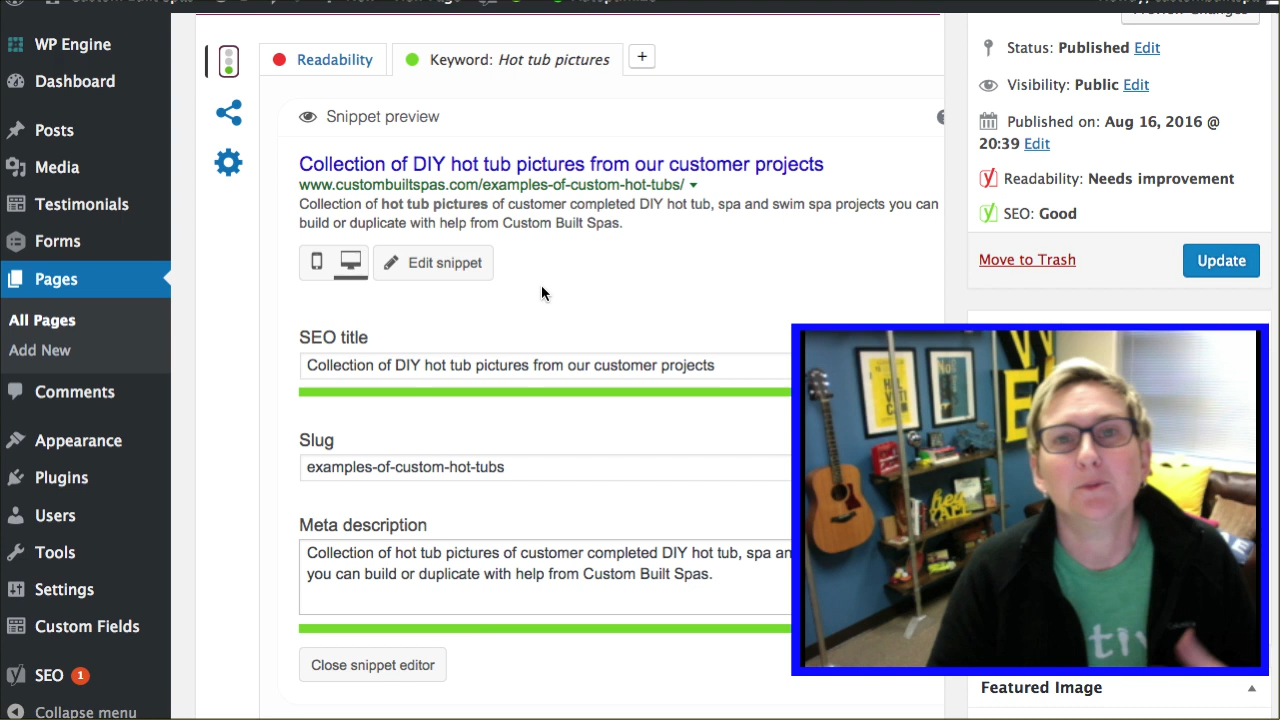 WP Engine
Dashboard
Posts
Media
Testimonials
Forms
Pages
All Pages
Add New
Comments
Appearance
Plugins
Users
Tools
Settings
Custom Fields
SEO 1
Collapse menu
Readability
Keyword: Hot tub pictures
+
Snippet preview
Collection of DIY hot tub pictures from our customer projects
www.custombuiltspas.com/examples-of-custom-hot-tubs/
Collection of hot tub pictures of customer completed DIY hot tub, spa and swim spa projects you can
build or duplicate with help from Custom Built Spas.
Edit snippet
SEO title
Collection of DIY hot tub pictures from our customer projects
Slug
examples-of-custom-hot-tubs
Meta description
Collection of hot tub pictures of customer completed DIY hot tub, spa an
you can build or duplicate with help from Custom Built Spas.
Close snippet editor
Status: Published Edit
Visibility: Public Edit
Published on: Aug 16, 2016 @
20:39 Edit
Readability: Needs improvement
SEO: Good
Move to Trash
Update
Featured Image